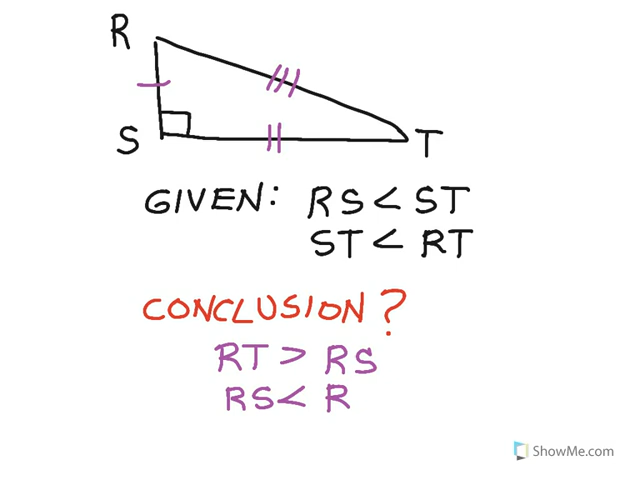 R
S
T
GIVEN: RS < ST
ST < RT
CONCLUSION?
RT > RS
RS < R
ShowMe.com